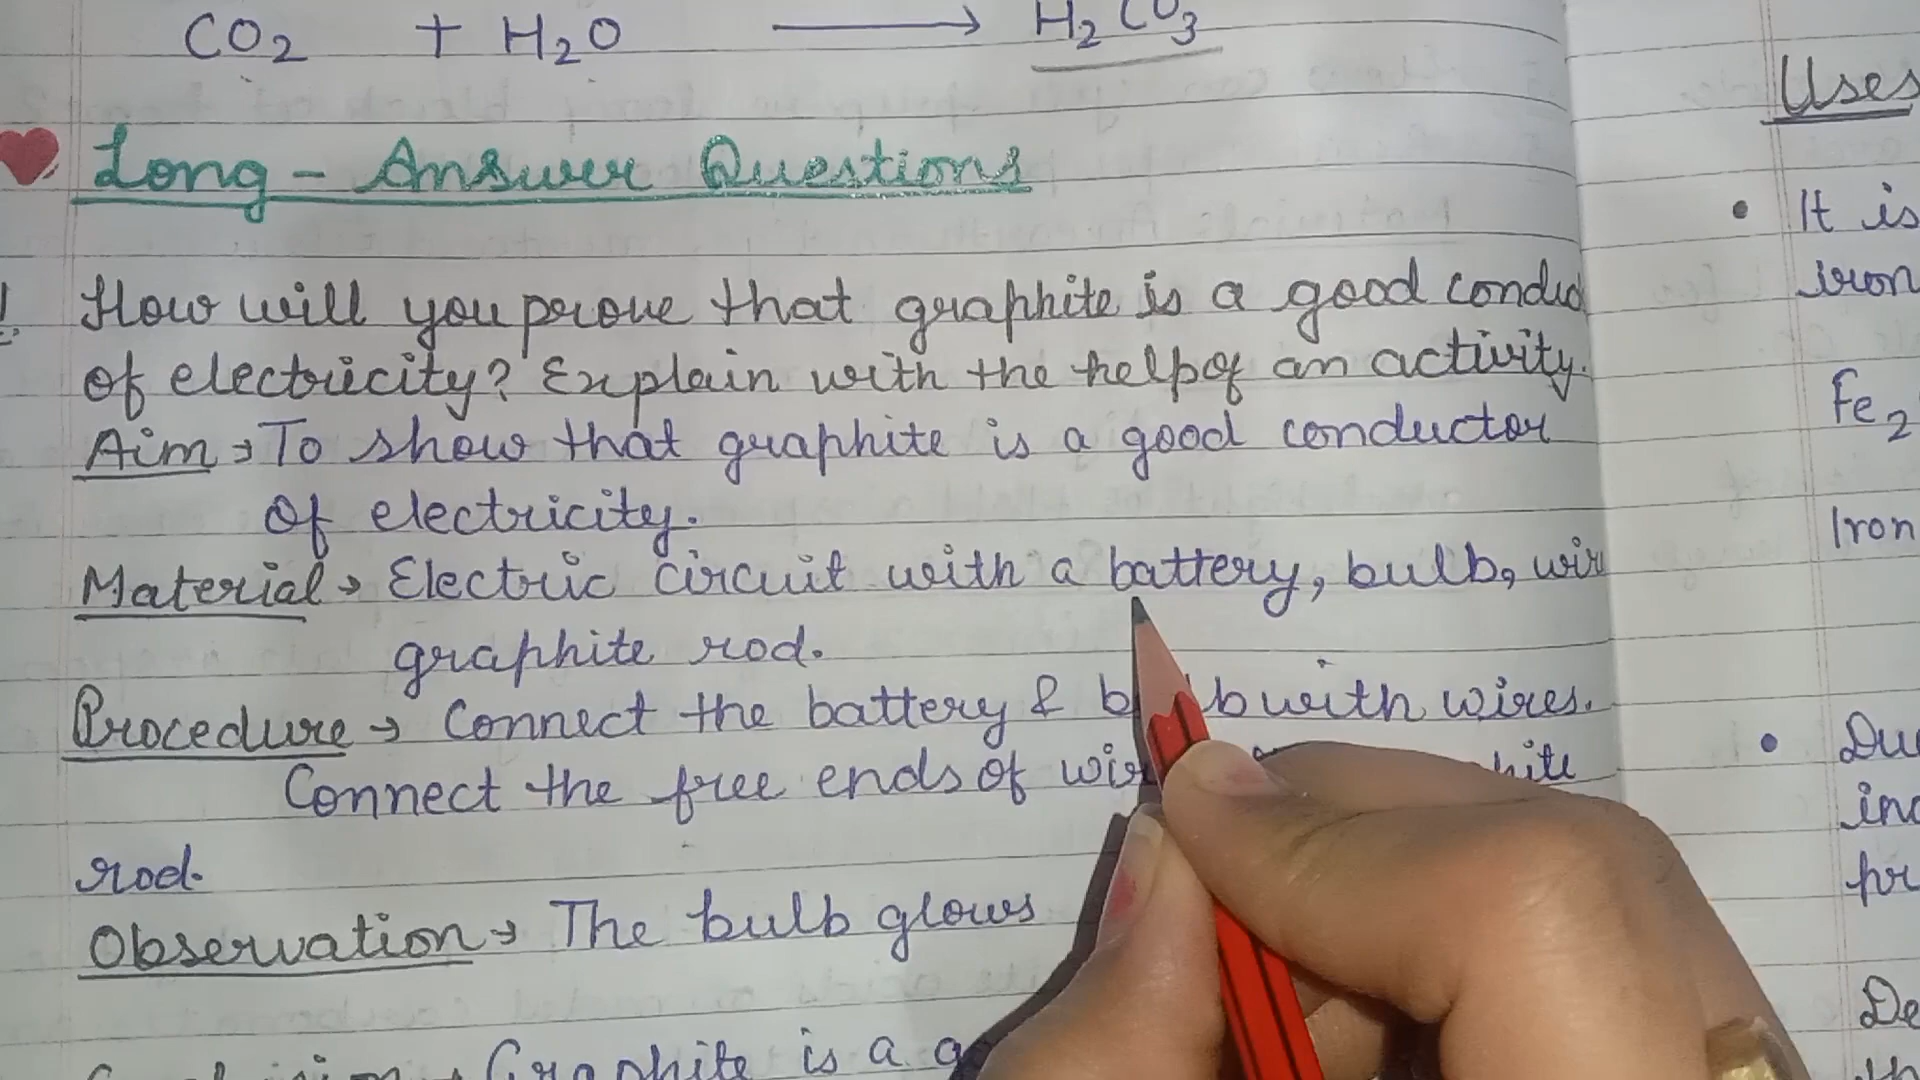 CO2 + H2O → H2CO3
Long - Answer Questions
How will you prove that graphite is a good
of electricity? Explain with the help of an activity.
Aim → To show that graphite is a good conductor
of electricity.
Material → Electric circuit with a battery, bulb,
graphite rod.
Procedure → Connect the battery & with wires.
Connect the free ends of
rod.
Observation → The bulb glows
Graphite is a
Uses
• It is
iron
Fe2
Iron